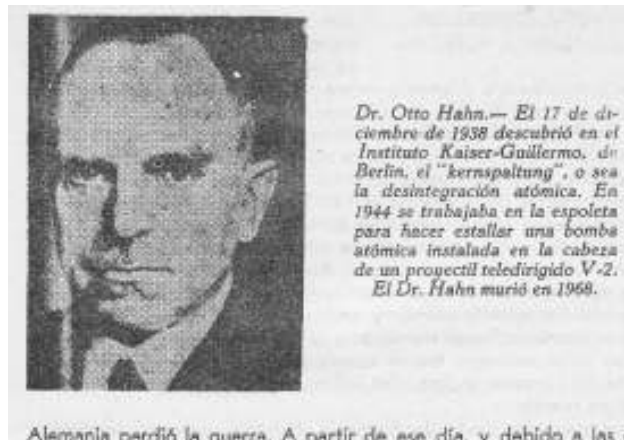 Dr. Otto Hahn.— El 17 de di-
ciembre de 1938 descubrió en el
Instituto Kaiser-Guillermo, de
Berlín, el "kernspaltung", o sea
la desintegración atómica. En
1944 se trabajaba en la espoleta
para hacer estallar una bomba
atómica instalada en la cabeza
de un proyectil teledirigido V-2.
El Dr. Hahn murió en 1968.
Alemania perdió la guerra. A partir de ese día, y debido a las